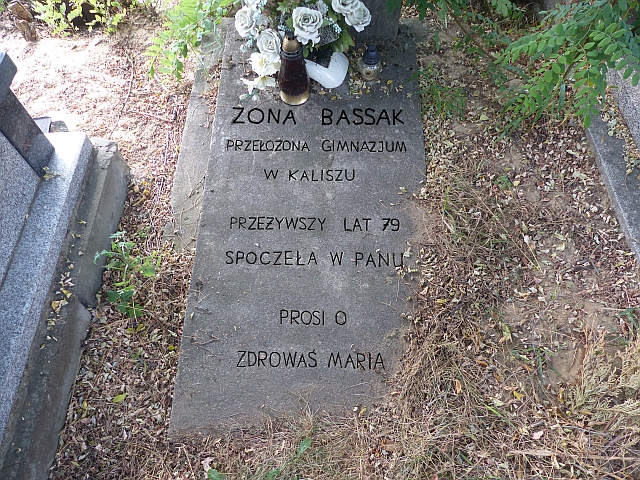 ZONA BASSAK
PRZEŁOŻONA GIMNAZJUM
W KALISZU
PRZEŻYWSZY LAT 79
SPOCZEŁA W PANU
PROSI O
ZDROWAŚ MARIA